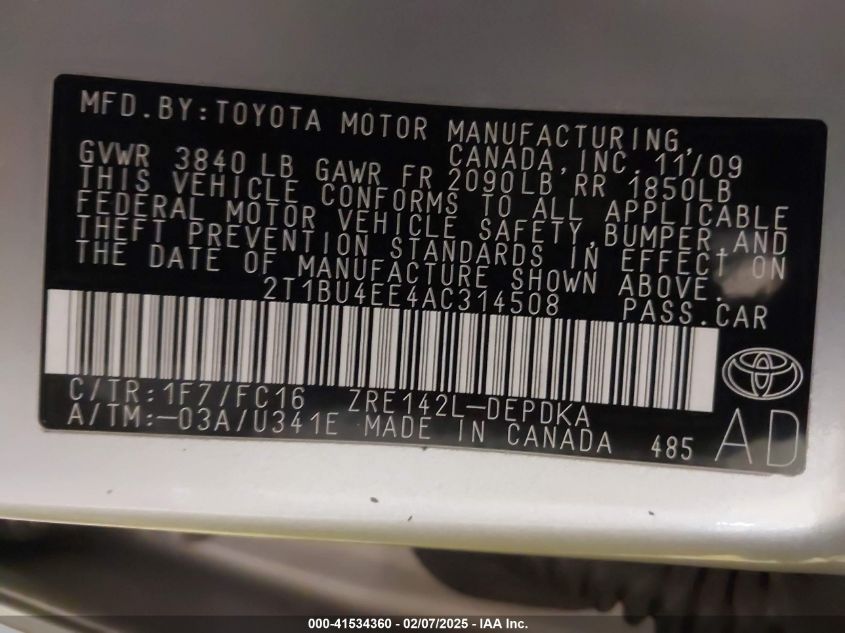 MFD.BY:TOYOTA MOTOR MANUFACTURING,
CANADA,INC. 11/09
GVWR 3840 LB GAWR FR 2090LB RR 1850LB
THIS VEHICLE CONFORMS TO ALL APPLICABLE
FEDERAL MOTOR VEHICLE SAFETY,BUMPER,AND
THEFT PREVENTION STANDARDS IN EFFECT ON
THE DATE OF MANUFACTURE SHOWN ABOVE.
2T1BU4EE4AC314508 PASS.CAR
C/TR:1F7/FC16 ZRE142L-DEPDKA
A/TM:-03A/U341E MADE IN CANADA 485 AD
000-41534360 - 02/07/2025 - IAA Inc.